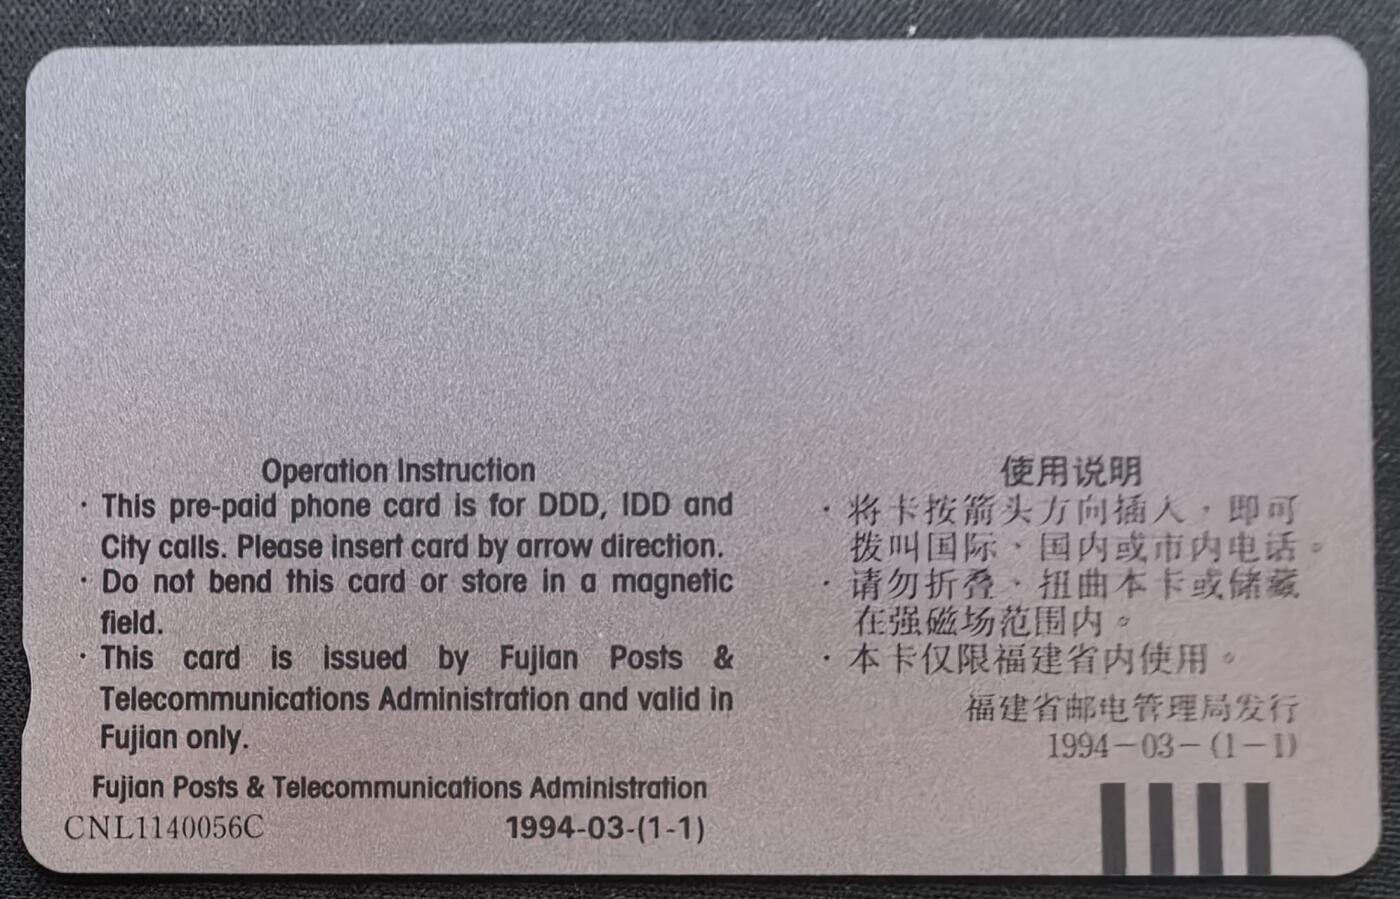 Operation Instruction
· This pre-paid phone card is for DDD, IDD and
City calls. Please insert card by arrow direction.
· Do not bend this card or store in a magnetic
field.
· This card is issued by Fujian Posts &
Telecommunications Administration and valid in
Fujian only.
Fujian Posts & Telecommunications Administration
CNL1140056C 1994-03-(1-1)
使用说明
· 将卡按箭头方向插入，即可
拨叫国际、国内或市内电话。
· 请勿折叠、扭曲本卡或储藏
在强磁场范围内。
· 本卡仅限福建省内使用。
福建省邮电管理局发行
1994－03－(1－1)